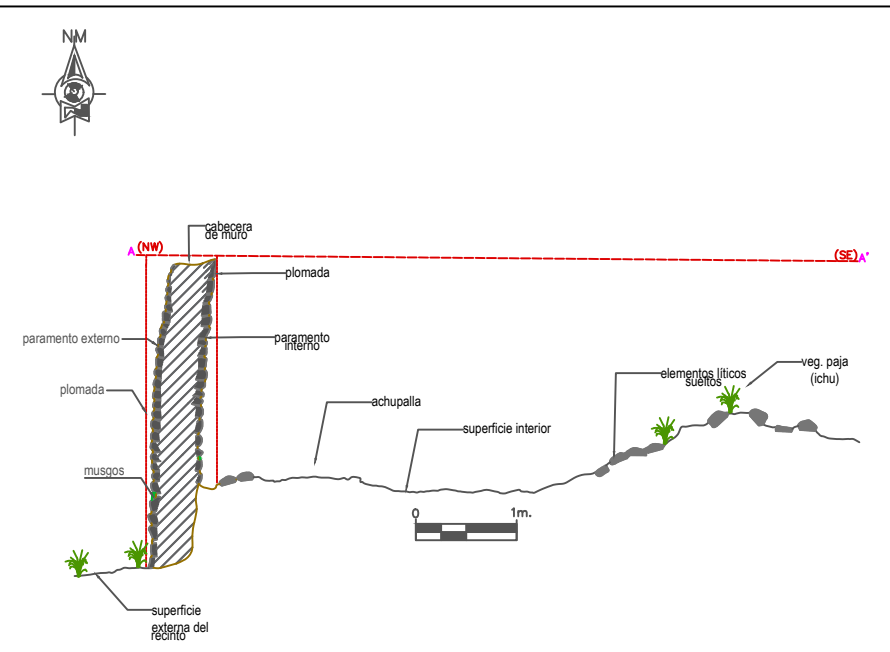 NM
cabecera
de muro
A (NW)
(SE) A'
plomada
paramento externo
paramento
interno
plomada
elementos líticos
sueltos
veg. paja
(ichu)
achupalla
superficie interior
musgos
0 1m.
superficie
externa del
recinto